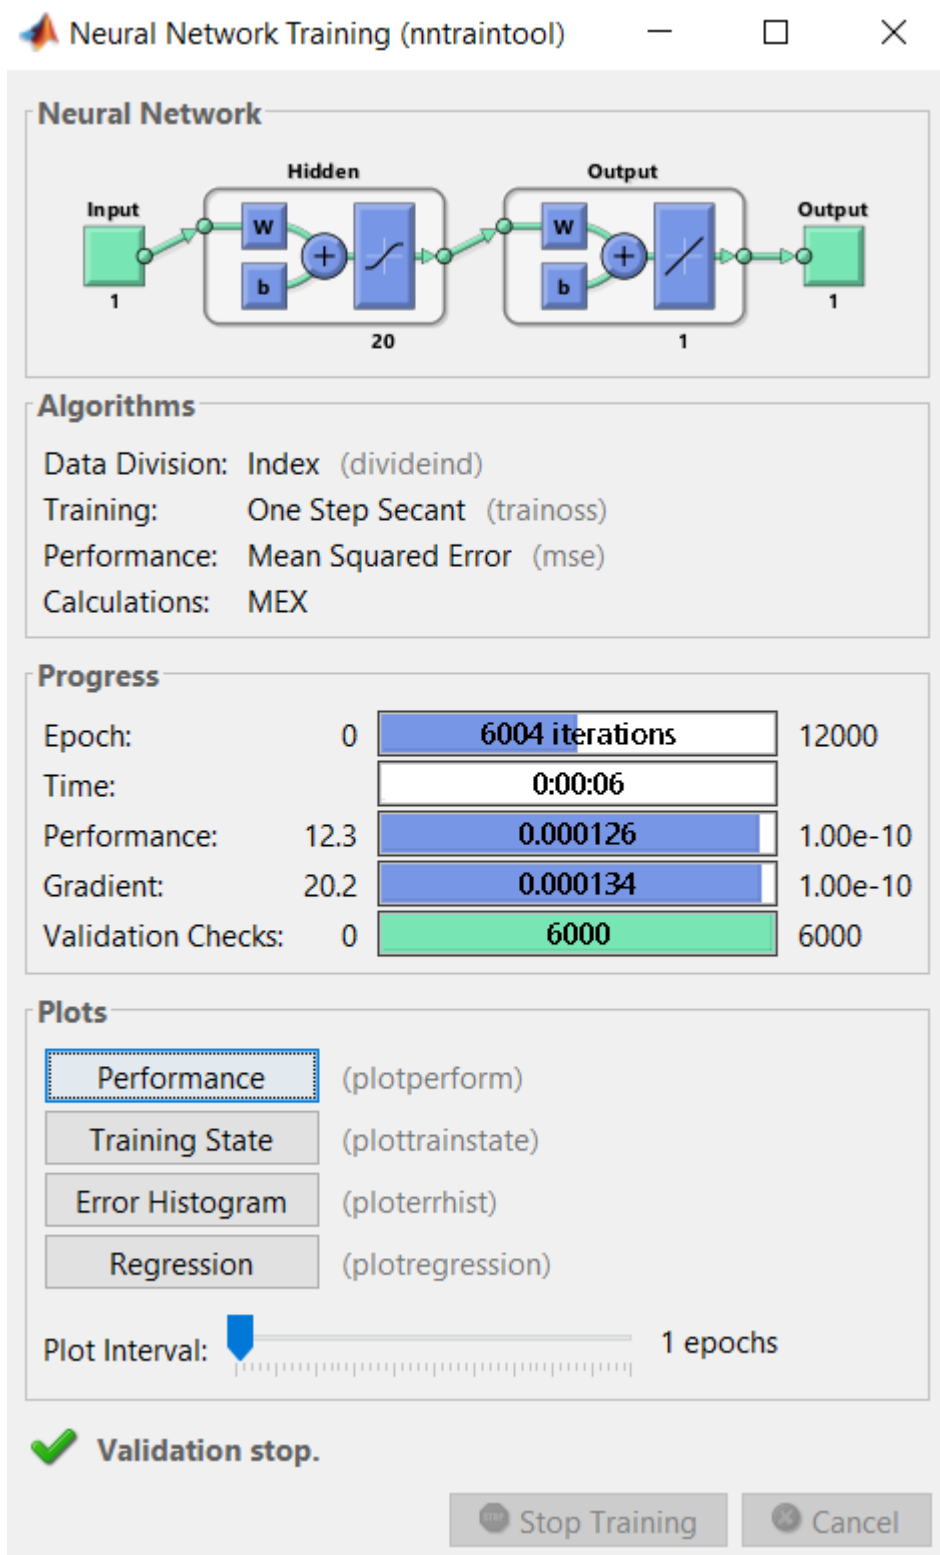 Neural Network Training (nntraintool)
Neural Network
Hidden
Output
Input
Output
W
W
b
b
1
20
1
1
Algorithms
Data Division: Index (divideind)
Training: One Step Secant (trainoss)
Performance: Mean Squared Error (mse)
Calculations: MEX
Progress
Epoch: 0 6004 iterations 12000
Time: 0:00:06
Performance: 12.3 0.000126 1.00e-10
Gradient: 20.2 0.000134 1.00e-10
Validation Checks: 0 6000 6000
Plots
Performance (plotperform)
Training State (plottrainstate)
Error Histogram (ploterrhist)
Regression (plotregression)
Plot Interval: 1 epochs
Validation stop.
STOP Stop Training Cancel